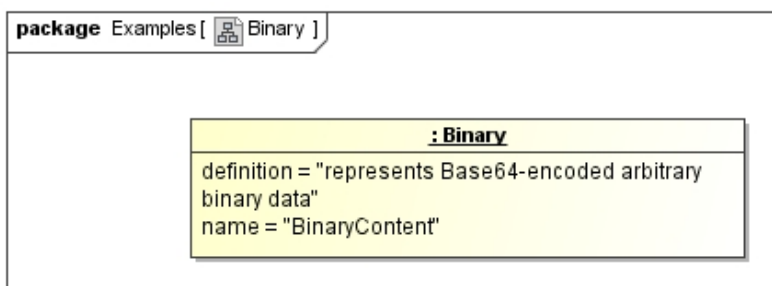 package Examples [ Binary ]
: Binary
definition = "represents Base64-encoded arbitrary
binary data"
name = "BinaryContent"